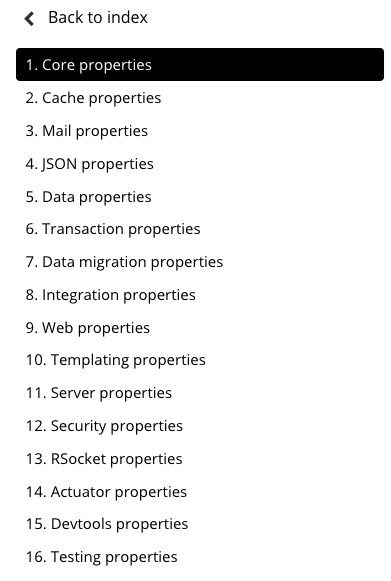 Back to index
1. Core properties
2. Cache properties
3. Mail properties
4. JSON properties
5. Data properties
6. Transaction properties
7. Data migration properties
8. Integration properties
9. Web properties
10. Templating properties
11. Server properties
12. Security properties
13. RSocket properties
14. Actuator properties
15. Devtools properties
16. Testing properties